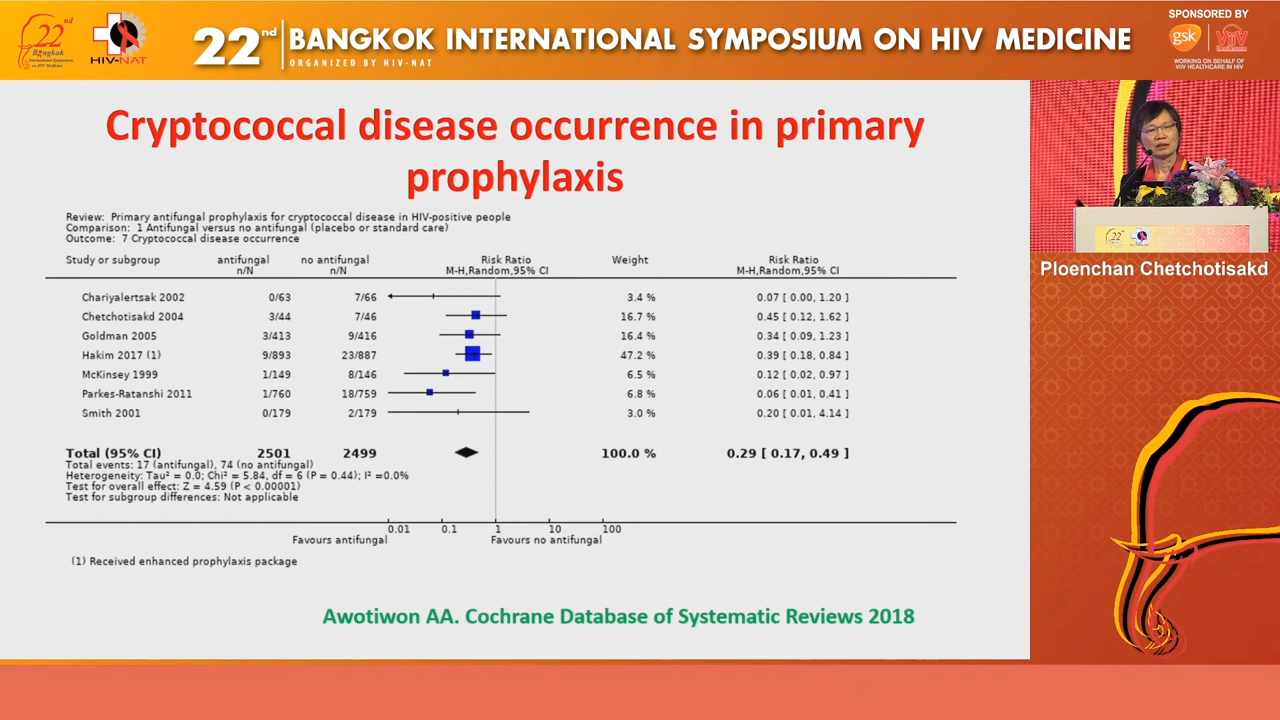 22nd
Bangkok
International Symposium
on HIV Medicine
HIV-NAT
22nd BANGKOK INTERNATIONAL SYMPOSIUM ON HIV MEDICINE
ORGANIZED BY HIV-NAT
SPONSORED BY
gsk ViiV
Healthcare
WORKING ON BEHALF OF
VIIV HEALTHCARE IN HIV
Cryptococcal disease occurrence in primary
prophylaxis
Review: Primary antifungal prophylaxis for cryptococcal disease in HIV-positive people
Comparison: 1 Antifungal versus no antifungal (placebo or standard care)
Outcome: 7 Cryptococcal disease occurrence
Study or subgroup antifungal no antifungal Risk Ratio Weight Risk Ratio
n/N n/N M-H,Random,95% CI M-H,Random,95% CI
Chariyalertsak 2002 0/63 7/66 3.4 % 0.07 [ 0.00, 1.20 ]
Chetchotisakd 2004 3/44 7/46 16.7 % 0.45 [ 0.12, 1.62 ]
Goldman 2005 3/413 9/416 16.4 % 0.34 [ 0.09, 1.23 ]
Hakim 2017 (1) 9/893 23/887 47.2 % 0.39 [ 0.18, 0.84 ]
McKinsey 1999 1/149 8/146 6.5 % 0.12 [ 0.02, 0.97 ]
Parkes-Ratanshi 2011 1/760 18/759 6.8 % 0.06 [ 0.01, 0.41 ]
Smith 2001 0/179 2/179 3.0 % 0.20 [ 0.01, 4.14 ]
Total (95% CI) 2501 2499 100.0 % 0.29 [ 0.17, 0.49 ]
Total events: 17 (antifungal), 74 (no antifungal)
Heterogeneity: Tau² = 0.0; Chi² = 5.84, df = 6 (P = 0.44); I² =0.0%
Test for overall effect: Z = 4.59 (P < 0.00001)
Test for subgroup differences: Not applicable
0.01 0.1 1 10 100
Favours antifungal Favours no antifungal
(1) Received enhanced prophylaxis package
Awotiwon AA. Cochrane Database of Systematic Reviews 2018
22nd
Ploenchan Chetchotisakd